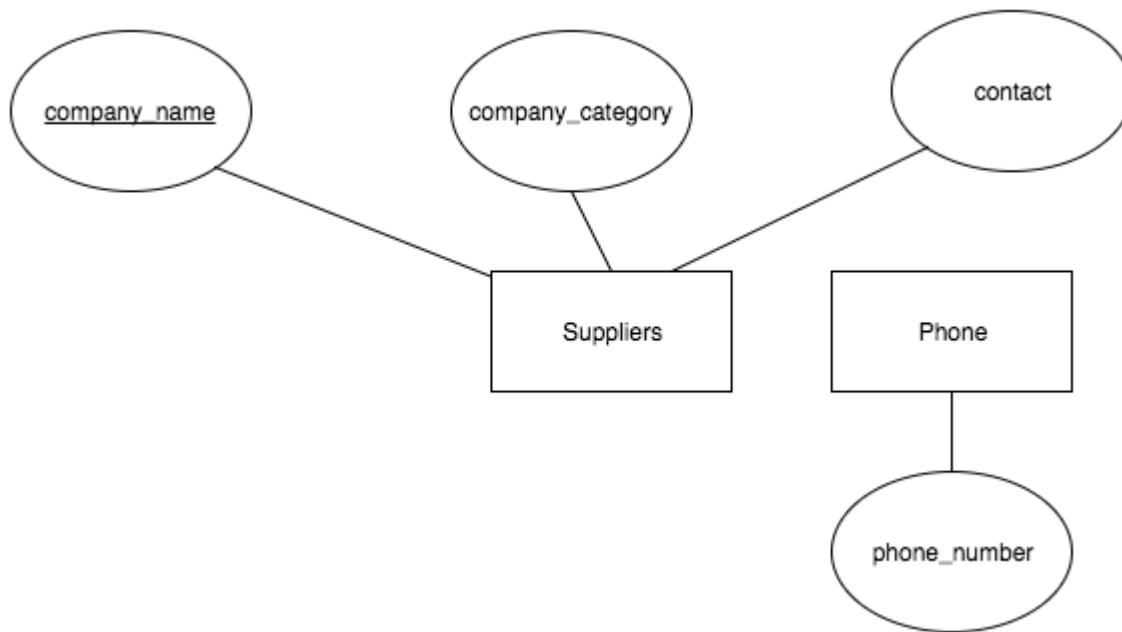 company_name
company_category
contact
Suppliers
Phone
phone_number